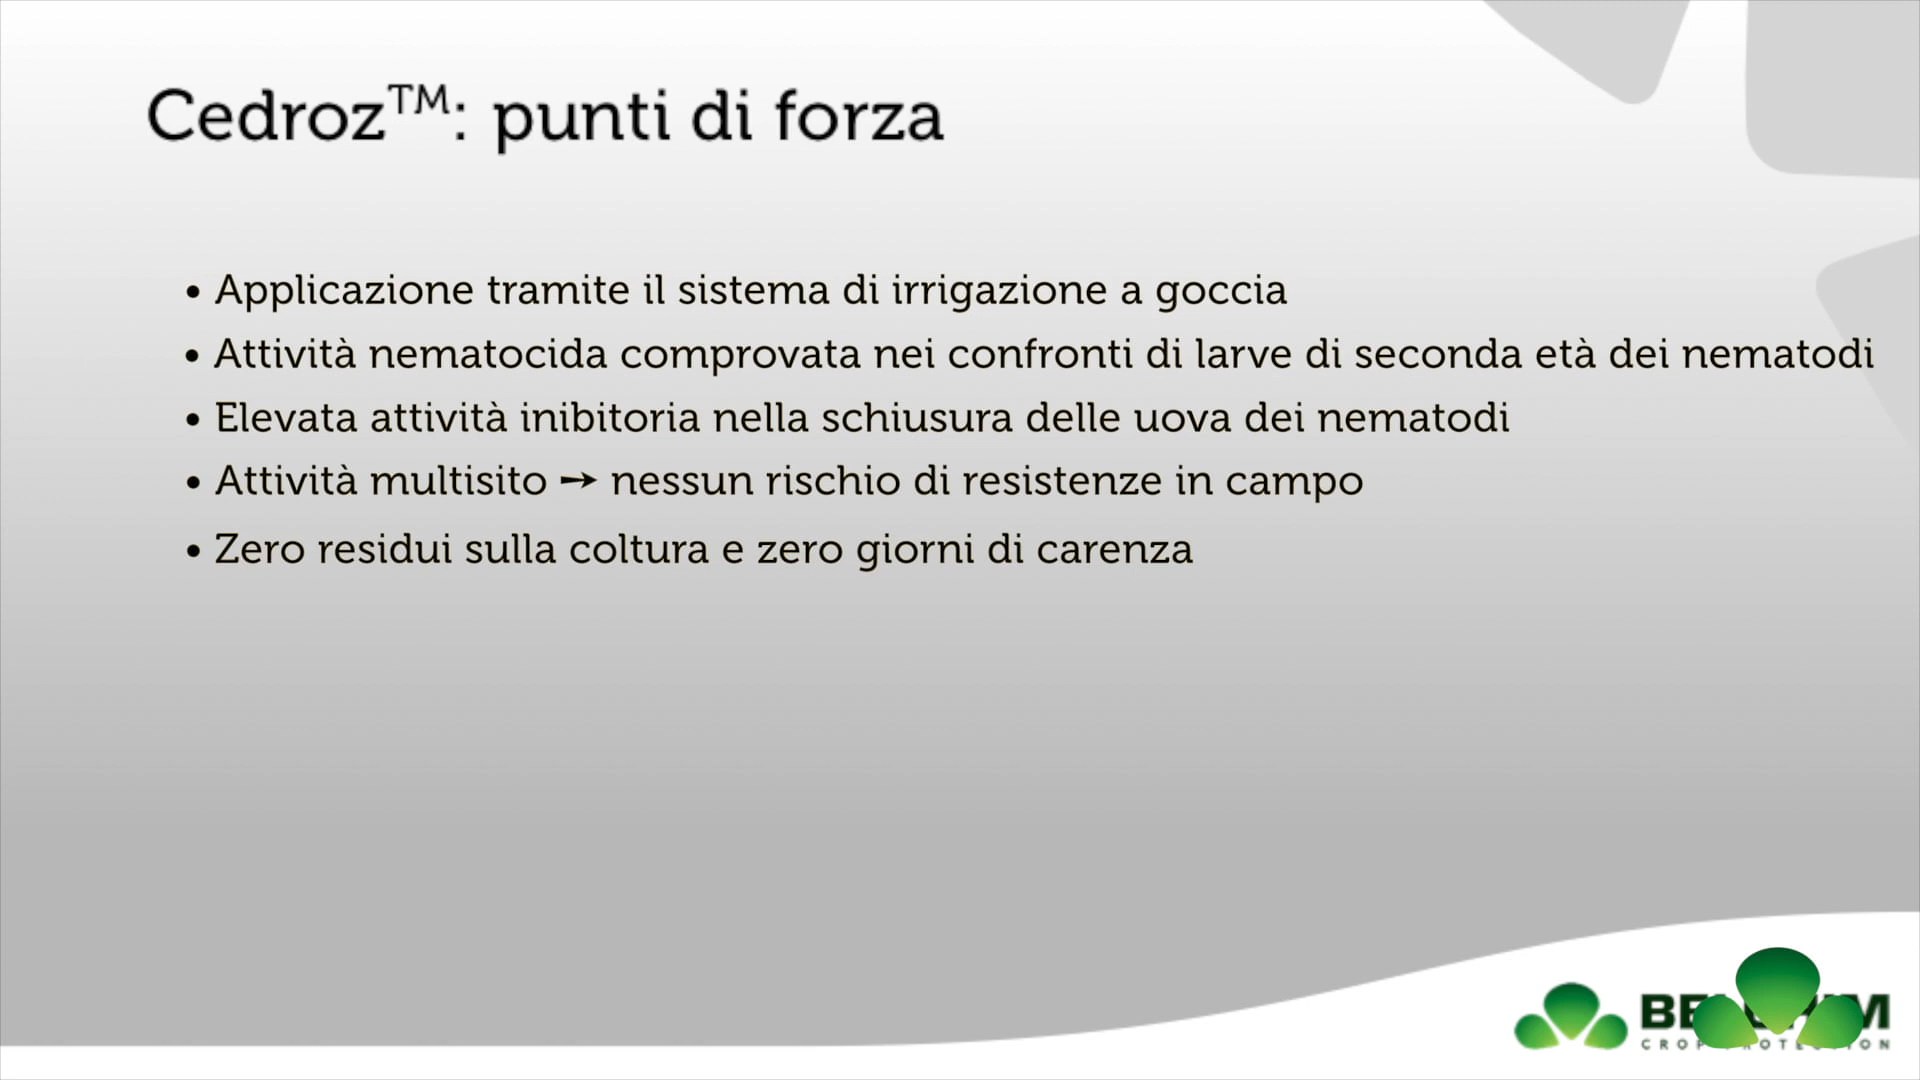 Cedroz™: punti di forza
• Applicazione tramite il sistema di irrigazione a goccia
• Attività nematocida comprovata nei confronti di larve di seconda età dei nematodi
• Elevata attività inibitoria nella schiusura delle uova dei nematodi
• Attività multisito → nessun rischio di resistenze in campo
• Zero residui sulla coltura e zero giorni di carenza